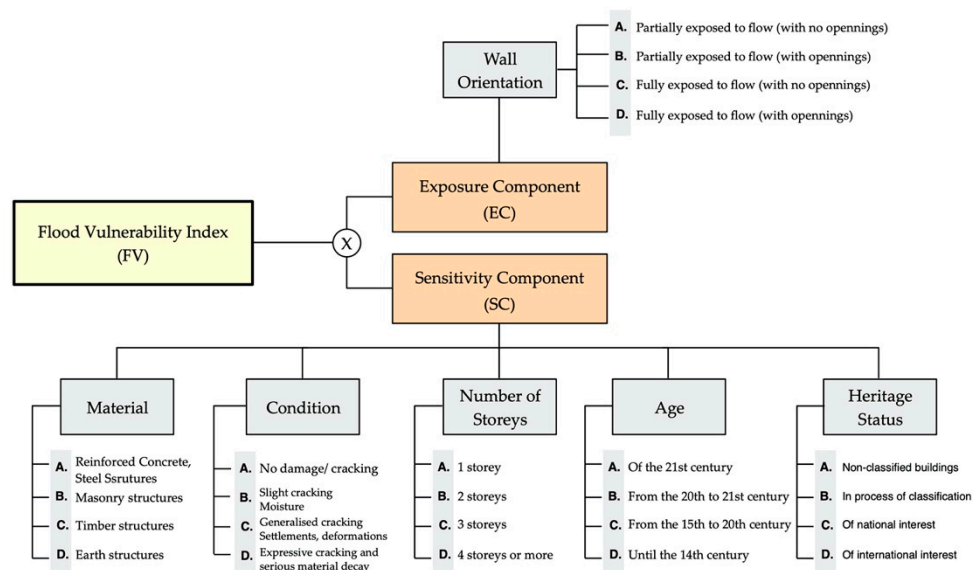 Wall
Orientation
A. Partially exposed to flow (with no opennings)
B. Partially exposed to flow (with opennings)
C. Fully exposed to flow (with no opennings)
D. Fully exposed to flow (with opennings)
Exposure Component
(EC)
Flood Vulnerability Index
(FV)
X
Sensitivity Component
(SC)
Material
A. Reinforced Concrete,
Steel Ssrutures
B. Masonry structures
C. Timber structures
D. Earth structures
Condition
A. No damage/ cracking
B. Slight cracking
Moisture
C. Generalised cracking
Settlements, deformations
D. Expressive cracking and
serious material decay
Number of
Storeys
A. 1 storey
B. 2 storeys
C. 3 storeys
D. 4 storeys or more
Age
A. Of the 21st century
B. From the 20th to 21st century
C. From the 15th to 20th century
D. Until the 14th century
Heritage
Status
A. Non-classified buildings
B. In process of classification
C. Of national interest
D. Of international interest